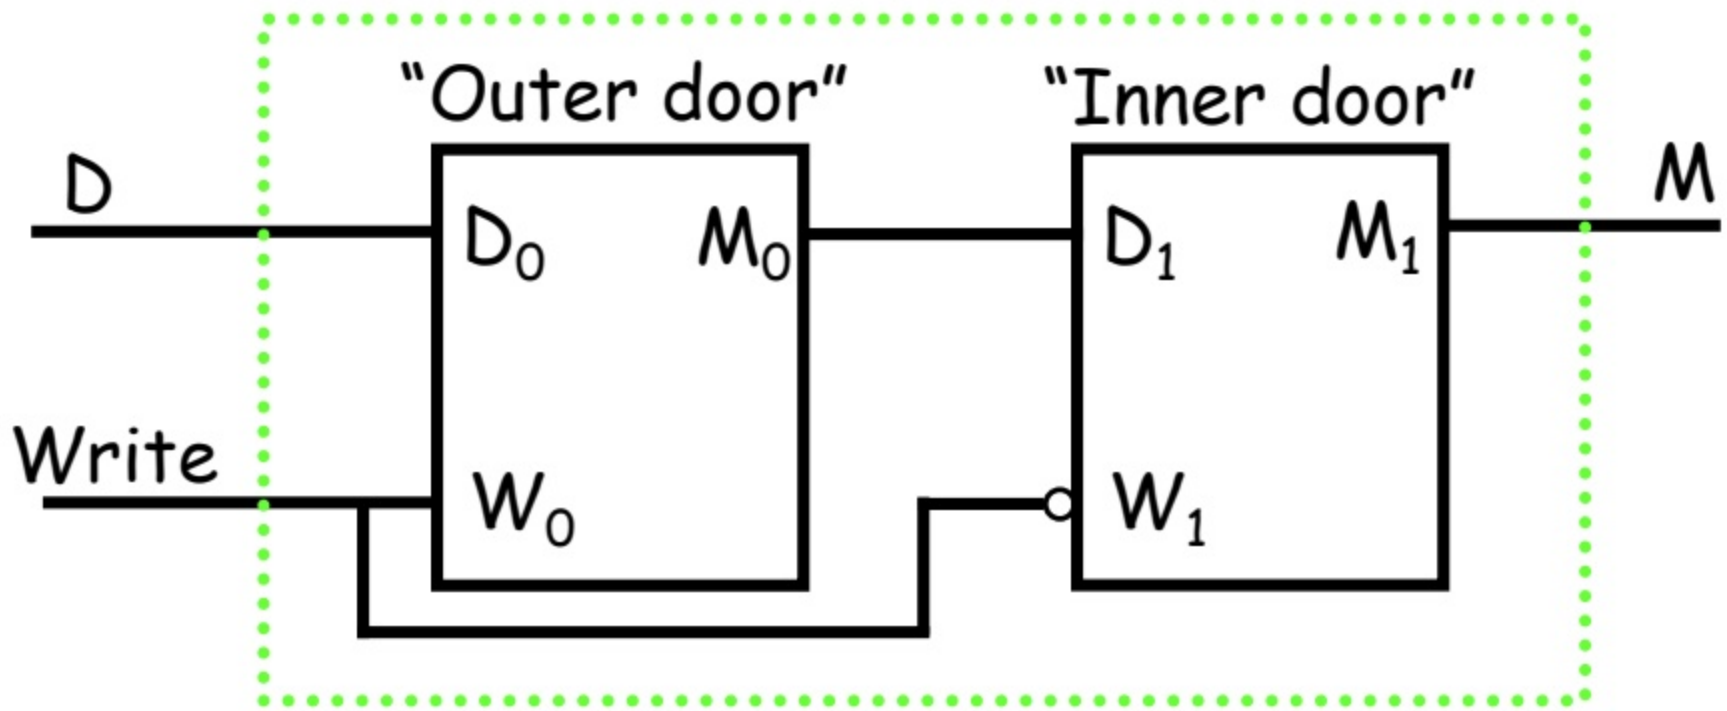 “Outer door”
“Inner door”
D
M
D₀
M₀
D₁
M₁
Write
W₀
W₁